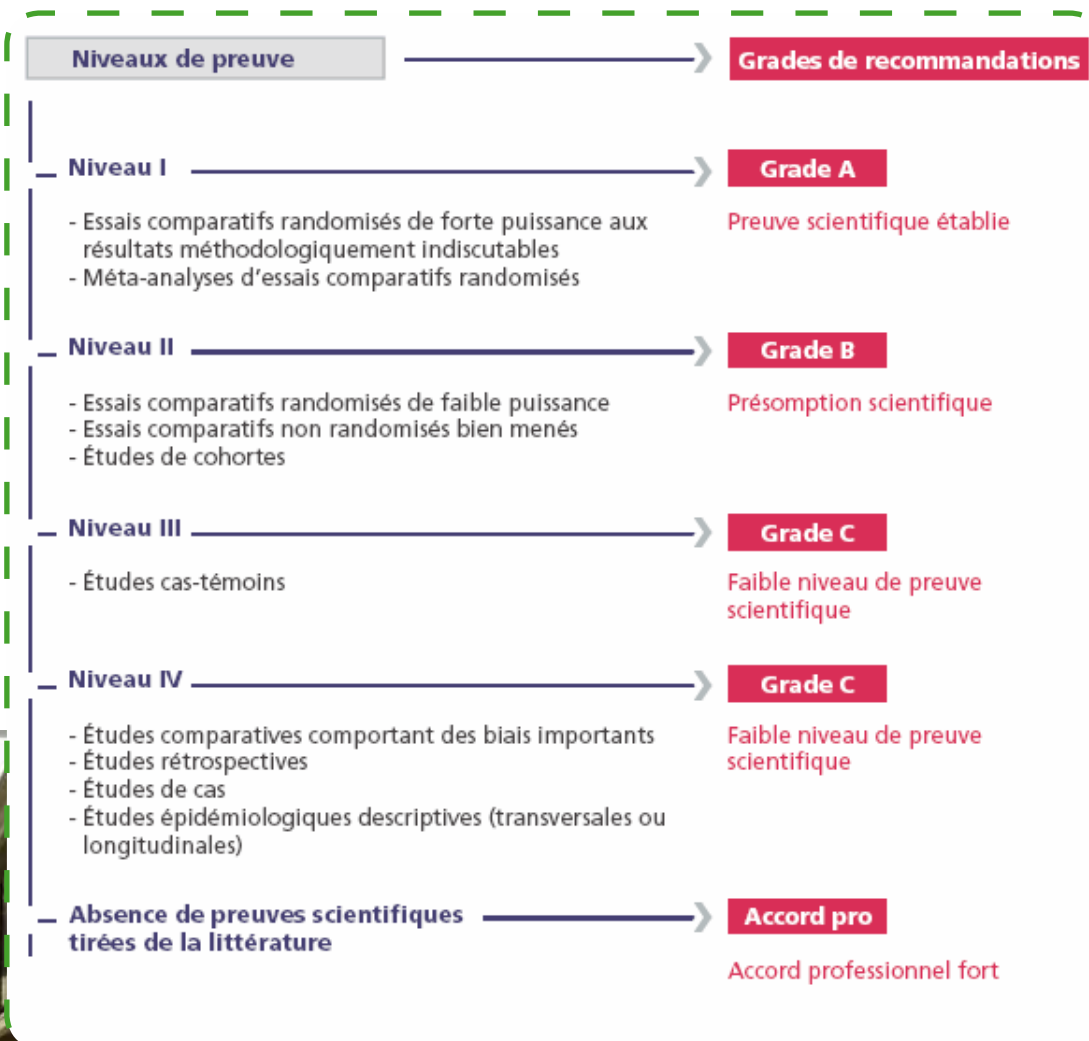 Niveaux de preuve
Grades de recommandations
Niveau I
Grade A
- Essais comparatifs randomisés de forte puissance aux
résultats méthodologiquement indiscutables
- Méta-analyses d'essais comparatifs randomisés
Preuve scientifique établie
Niveau II
Grade B
- Essais comparatifs randomisés de faible puissance
- Essais comparatifs non randomisés bien menés
- Études de cohortes
Présomption scientifique
Niveau III
Grade C
- Études cas-témoins
Faible niveau de preuve
scientifique
Niveau IV
Grade C
- Études comparatives comportant des biais importants
- Études rétrospectives
- Études de cas
- Études épidémiologiques descriptives (transversales ou
longitudinales)
Faible niveau de preuve
scientifique
Absence de preuves scientifiques
tirées de la littérature
Accord pro
Accord professionnel fort